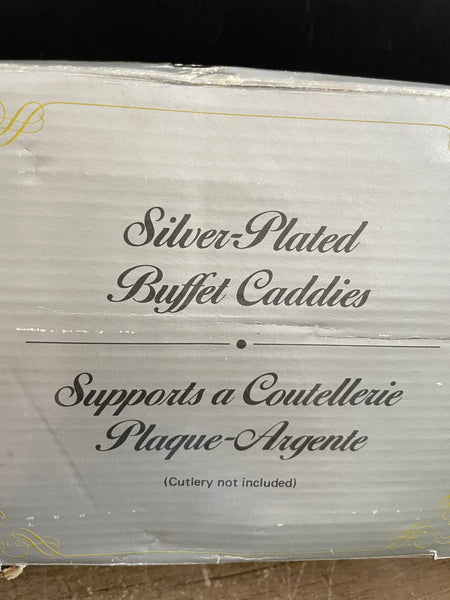 Silver-Plated
Buffet Caddies
Supports a Coutellerie
Plaque-Argente
(Cutlery not included)